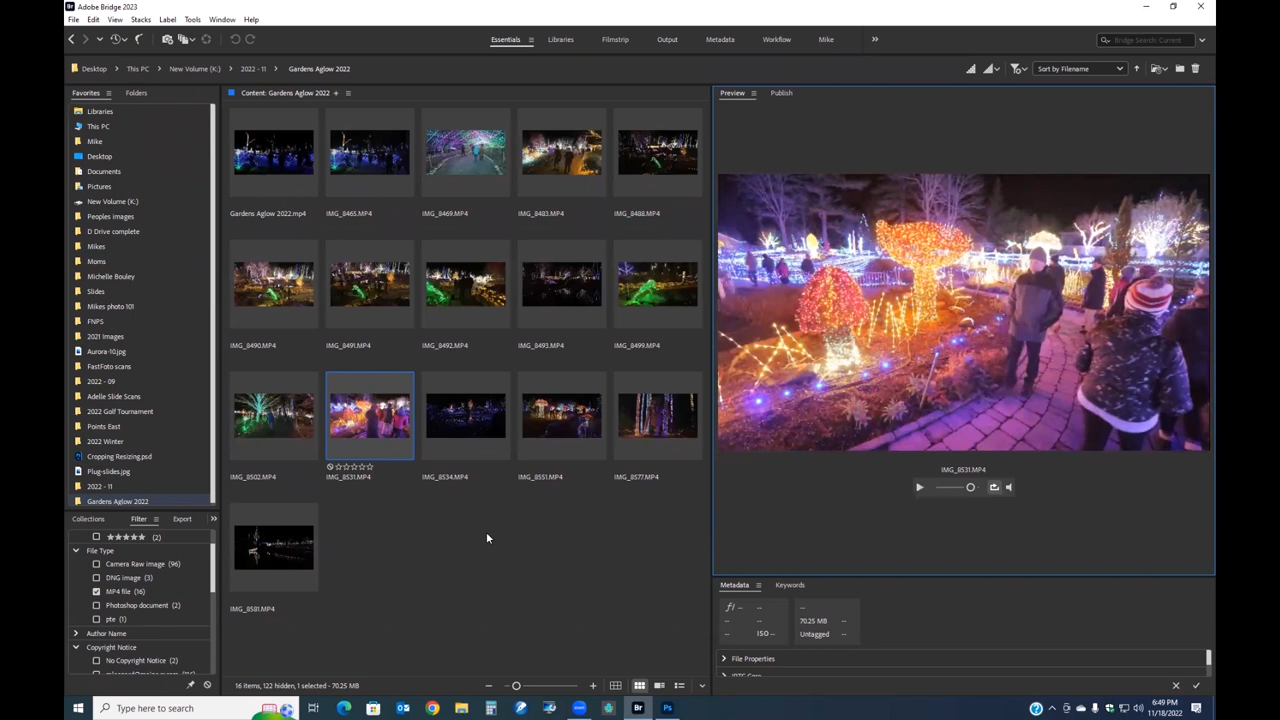 Br Adobe Bridge 2023
File Edit View Stacks Label Tools Window Help
Essentials Libraries Filmstrip Output Metadata Workflow Mike Bridge Search: Current
Desktop This PC New Volume (K:) 2022 - 11 Gardens Aglow 2022 Sort by Filename
Favorites Folders
Content: Gardens Aglow 2022
Preview Publish
Libraries
This PC
Mike
Desktop
Documents
Pictures
New Volume (K:)
Peoples images
D Drive complete
Mikes
Moms
Michelle Bouley
Slides
Mikes photo 101
FNPS
2021 Images
Aurora-10.jpg
FastFoto scans
2022 - 09
Adelle Slide Scans
2022 Golf Tournament
Points East
2022 Winter
Cropping Resizing.psd
Plug-slides.jpg
2022 - 11
Gardens Aglow 2022
Gardens Aglow 2022.mp4 IMG_8465.MP4 IMG_8469.MP4 IMG_8483.MP4 IMG_8488.MP4
IMG_8490.MP4 IMG_8491.MP4 IMG_8492.MP4 IMG_8493.MP4 IMG_8499.MP4
IMG_8502.MP4 IMG_8531.MP4 IMG_8534.MP4 IMG_8551.MP4 IMG_8577.MP4
IMG_8581.MP4
IMG_8531.MP4
Collections Filter Export
(2)
File Type
Camera Raw image (96)
DNG image (3)
MP4 file (16)
Photoshop document (2)
pte (1)
Author Name
Copyright Notice
No Copyright Notice (2)
Metadata Keywords
f/ -- --
-- --
-- ISO --
--
70.25 MB --
Untagged --
File Properties
16 items, 122 hidden, 1 selected - 70.25 MB
Type here to search
Br Ps
6:49 PM
11/18/2022